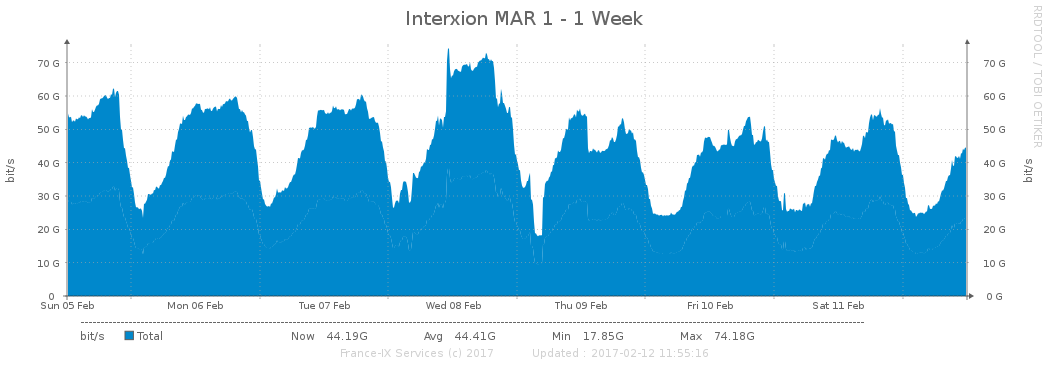 Interxion MAR 1 - 1 Week
RRDTOOL / TOBI OETIKER
bit/s
70 G 70 G
60 G 60 G
50 G 50 G
40 G 40 G
30 G 30 G
20 G 20 G
10 G 10 G
0 0 G
bit/s
Sun 05 Feb Mon 06 Feb Tue 07 Feb Wed 08 Feb Thu 09 Feb Fri 10 Feb Sat 11 Feb
bit/s Total Now 44.19G Avg 44.41G Min 17.85G Max 74.18G
France-IX Services (c) 2017 Updated : 2017-02-12 11:55:16